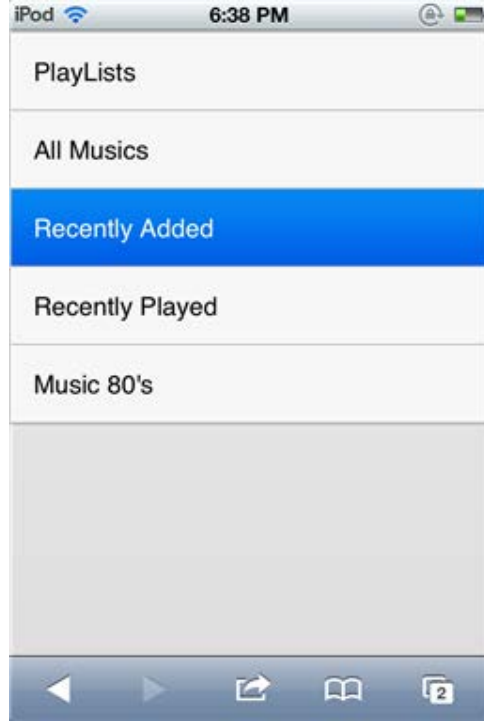 iPod 6:38 PM
PlayLists
All Musics
Recently Added
Recently Played
Music 80's
2